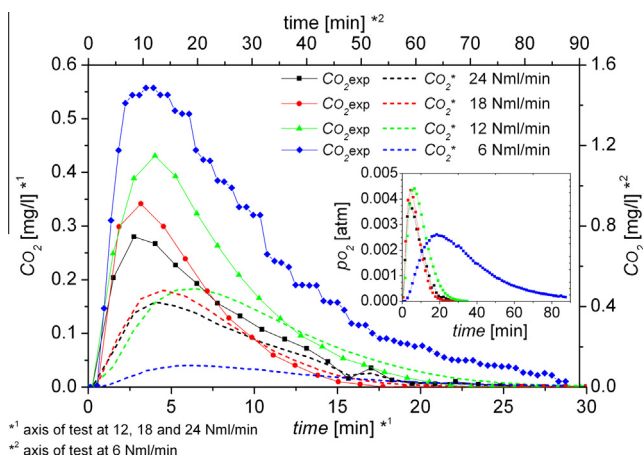 time [min] *2
0 10 20 30 40 50 60 70 80 90
0.6 0.5 0.4 0.3 0.2 0.1 0.0
CO2 [mg/l] *1
1.6 1.2 0.8 0.4 0.0
CO2 [mg/l] *2
CO2exp CO2* 24 Nml/min
CO2exp CO2* 18 Nml/min
CO2exp CO2* 12 Nml/min
CO2exp CO2* 6 Nml/min
0.005
0.004
0.003
0.002
0.001
0.000
pO2 [atm]
0 20 40 60 80
time [min]
0 5 10 15 20 25 30
time [min] *1
*1 axis of test at 12, 18 and 24 Nml/min
*2 axis of test at 6 Nml/min